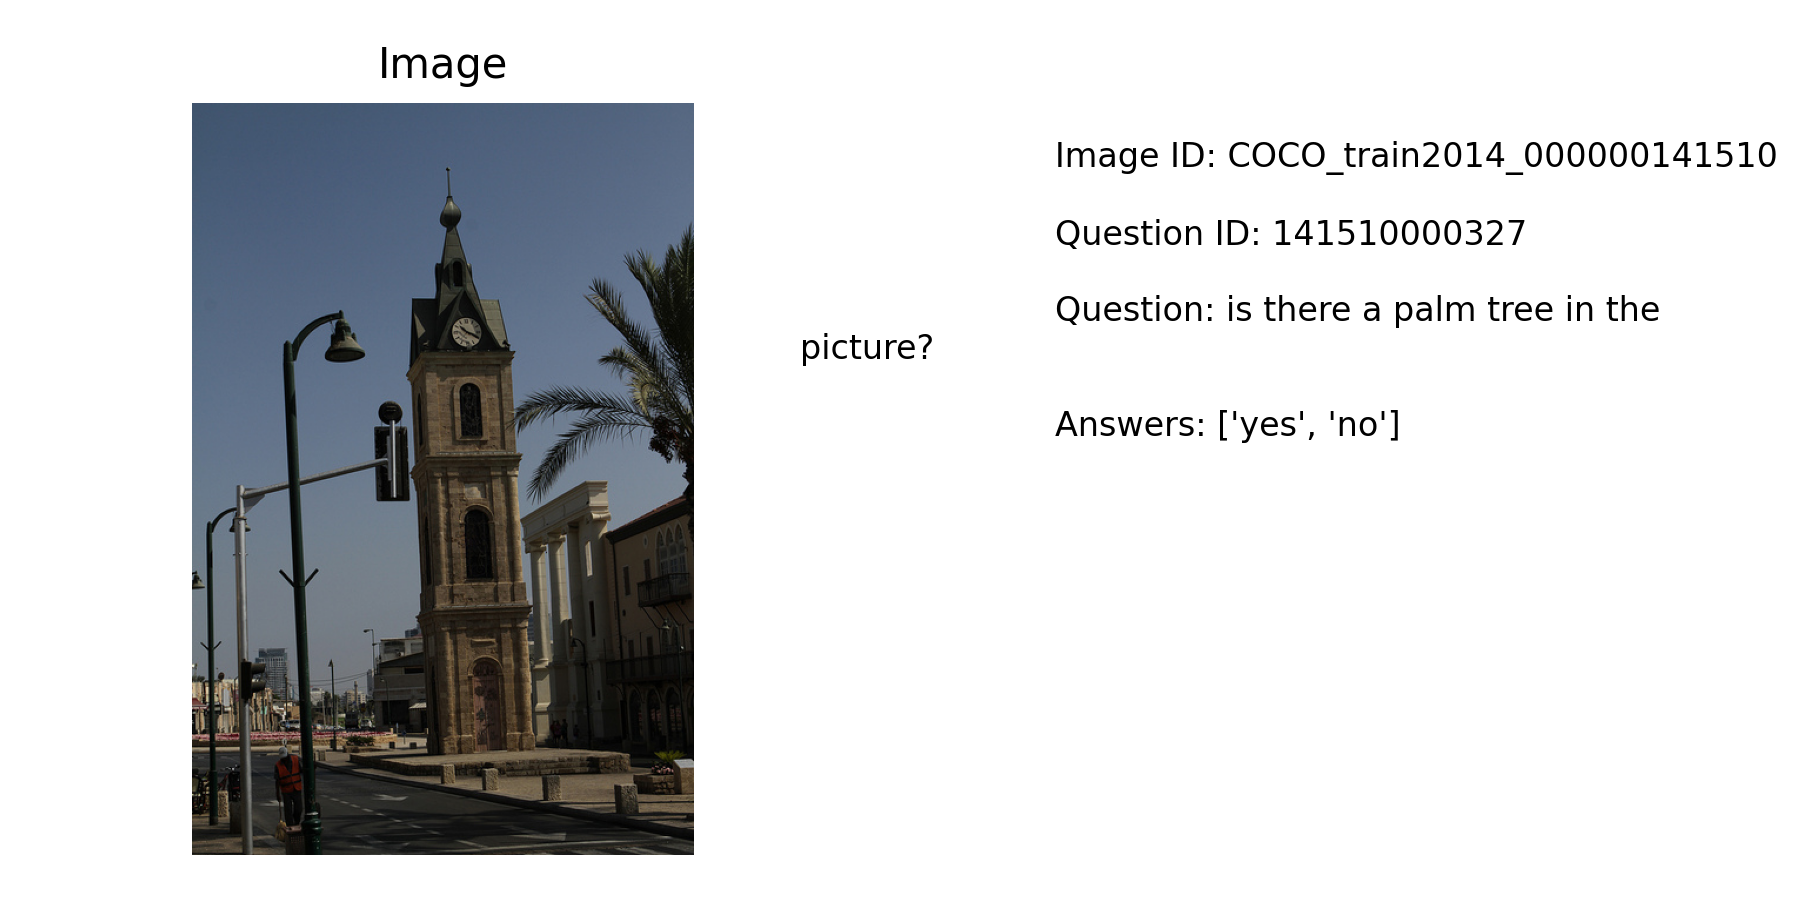 Image
Image ID: COCO_train2014_000000141510
Question ID: 141510000327
Question: is there a palm tree in the
picture?
Answers: ['yes', 'no']